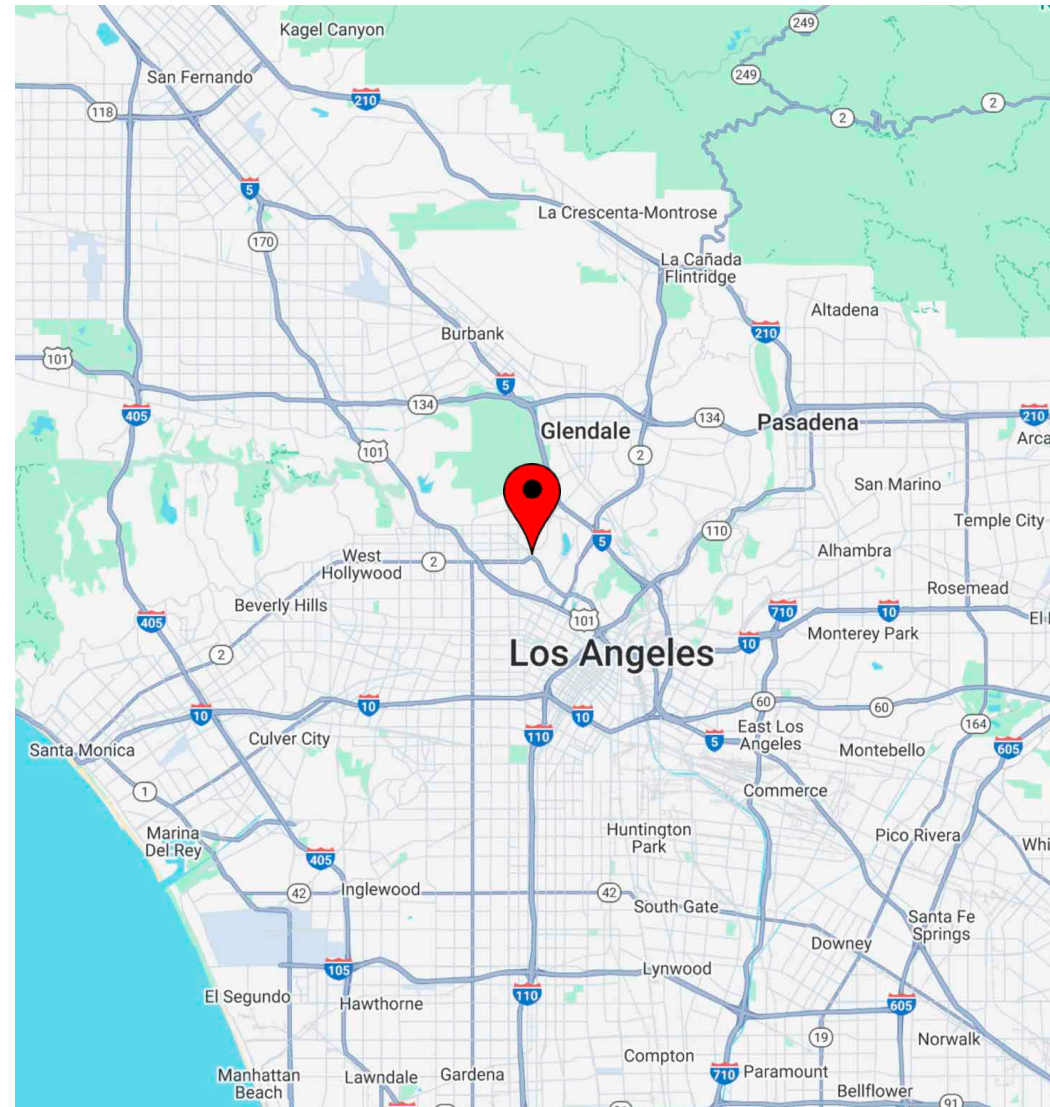 Kagel Canyon
249
San Fernando
249
210
118
2
2
5
La Crescenta-Montrose
170
La Cañada
Flintridge
Altadena
Burbank
210
101
5
405
134
134
Pasadena
210
Glendale
Arca
101
2
San Marino
Temple City
110
5
Alhambra
West
Hollywood
2
Rosemead
Beverly Hills
710
10
405
101
Monterey Park
El
10
Los Angeles
2
60
60
10
10
10
164
Culver City
110
East Los
Angeles
5
Montebello
605
Santa Monica
1
Commerce
Huntington
Park
Pico Rivera
Marina
Del Rey
Whi
405
42
Inglewood
42
South Gate
Santa Fe
Springs
Downey
105
Lynwood
El Segundo
110
Hawthorne
605
19
Norwalk
Compton
710
Paramount
Manhattan
Beach
Lawndale
Gardena
Bellflower
91